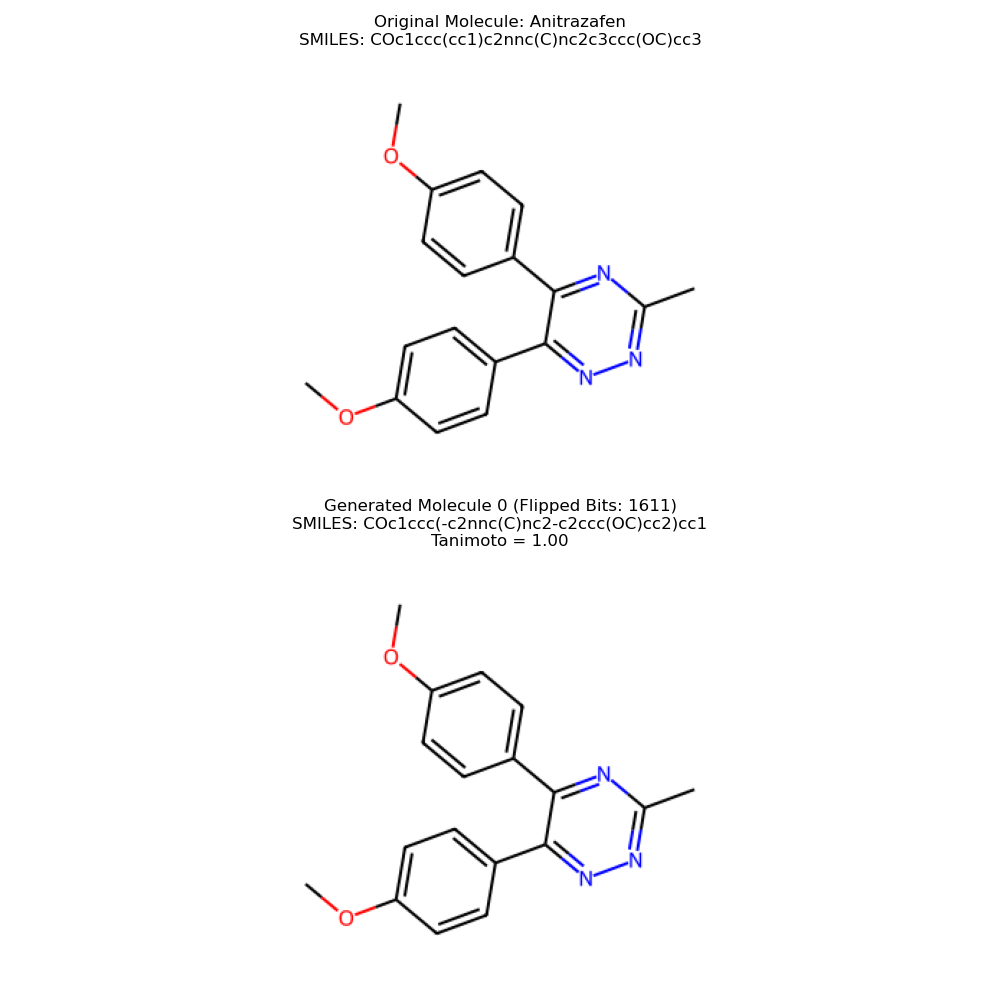 Original Molecule: Anitrazafen
SMILES: COc1ccc(cc1)c2nnc(C)nc2c3ccc(OC)cc3
O
N
N
N
O
Generated Molecule 0 (Flipped Bits: 1611)
SMILES: COc1ccc(-c2nnc(C)nc2-c2ccc(OC)cc2)cc1
Tanimoto = 1.00
O
N
N
N
O